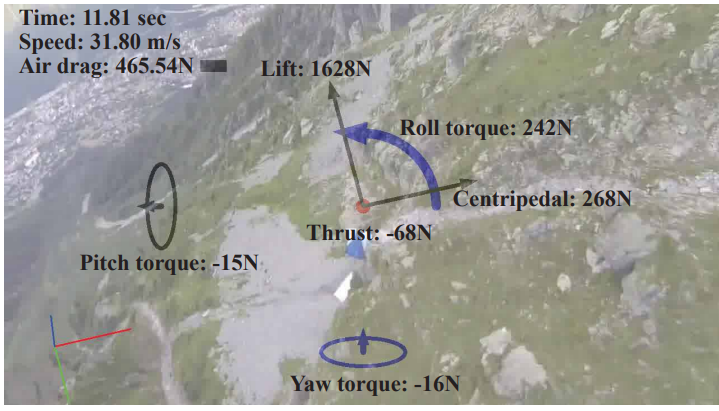 Time: 11.81 sec
Speed: 31.80 m/s
Air drag: 465.54N
Lift: 1628N
Roll torque: 242N
Centripedal: 268N
Thrust: -68N
Pitch torque: -15N
Yaw torque: -16N